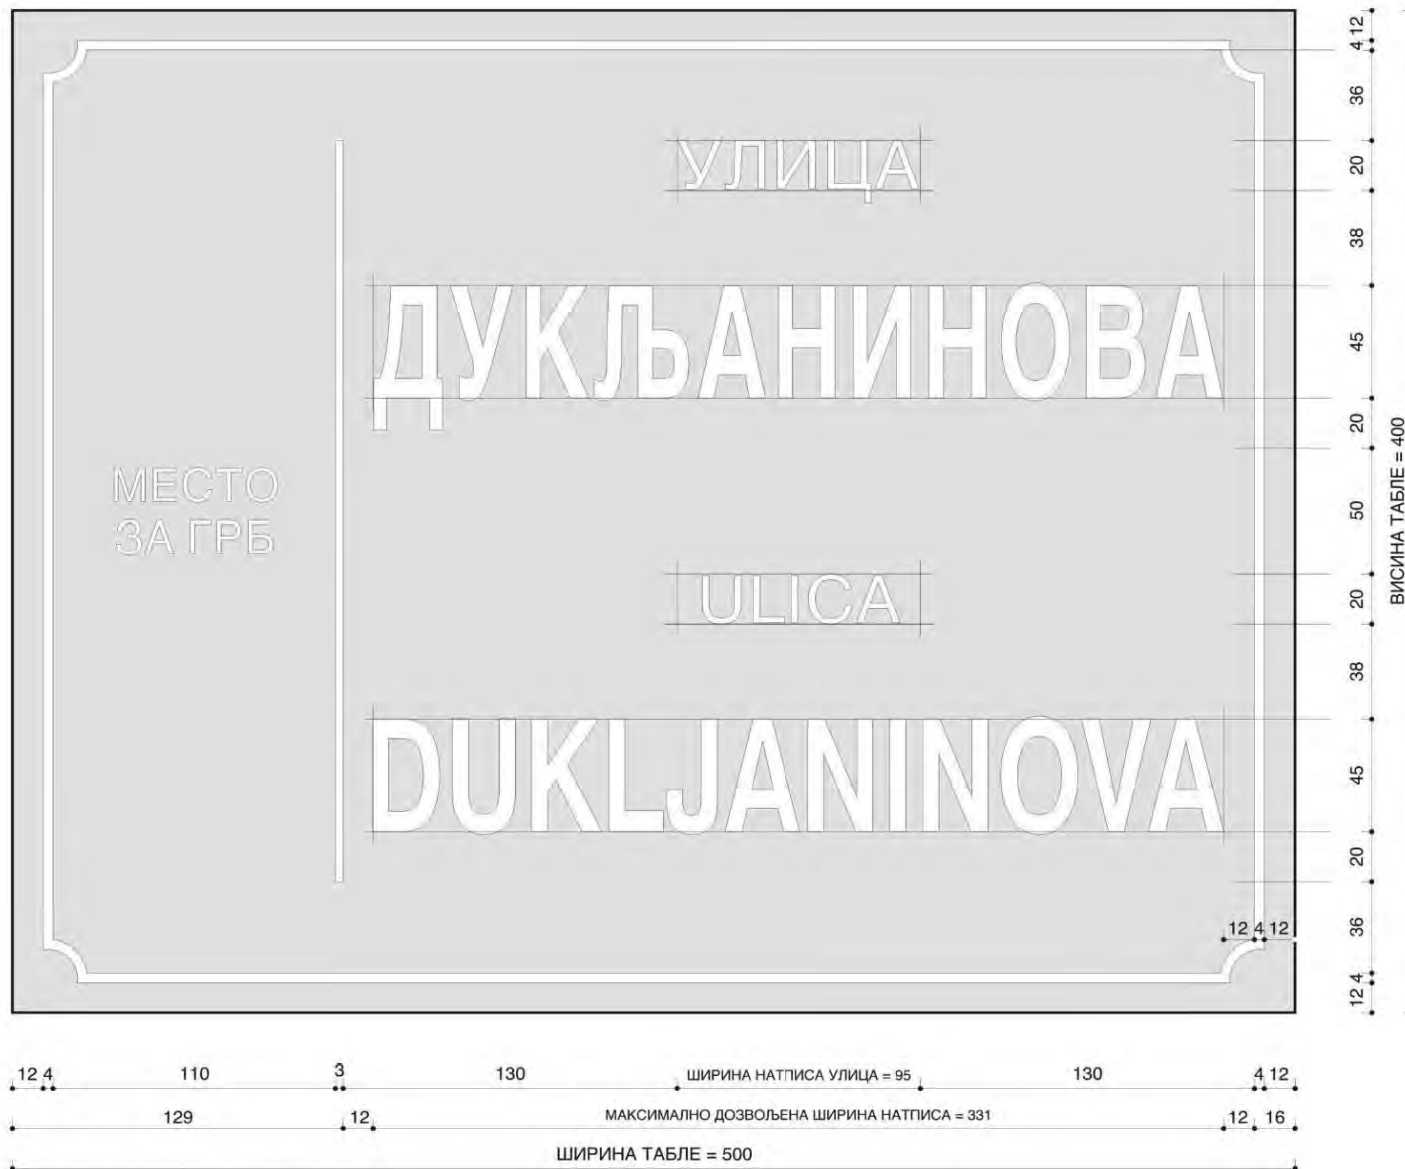 УЛИЦА
ДУКЉАНИНОВА
МЕСТО
ЗА ГРБ
ULICA
DUKLJANINOVA
12 4 12
12
4
36
20
38
45
20
50
20
38
45
20
36
4
12
ВИСИНА ТАБЛЕ = 400
12 4 110 3 130 ШИРИНА НАТПИСА УЛИЦА = 95 130 4 12
129 12 МАКСИМАЛНО ДОЗВОЉЕНА ШИРИНА НАТПИСА = 331 12 16
ШИРИНА ТАБЛЕ = 500